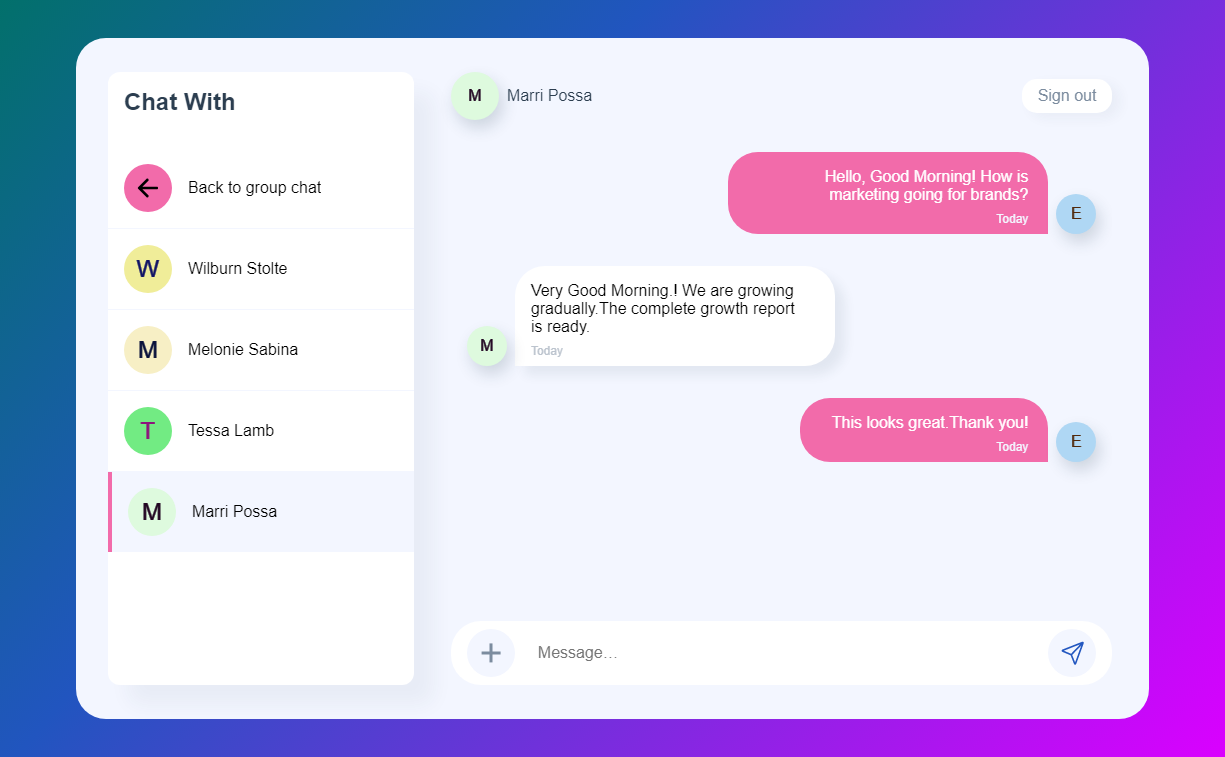 Chat With
Back to group chat
W
Wilburn Stolte
M
Melonie Sabina
T
Tessa Lamb
M
Marri Possa
M
Marri Possa
Sign out
Hello, Good Morning! How is
marketing going for brands?
Today
E
Very Good Morning.! We are growing
gradually.The complete growth report
is ready.
Today
M
This looks great.Thank you!
Today
E
Message…